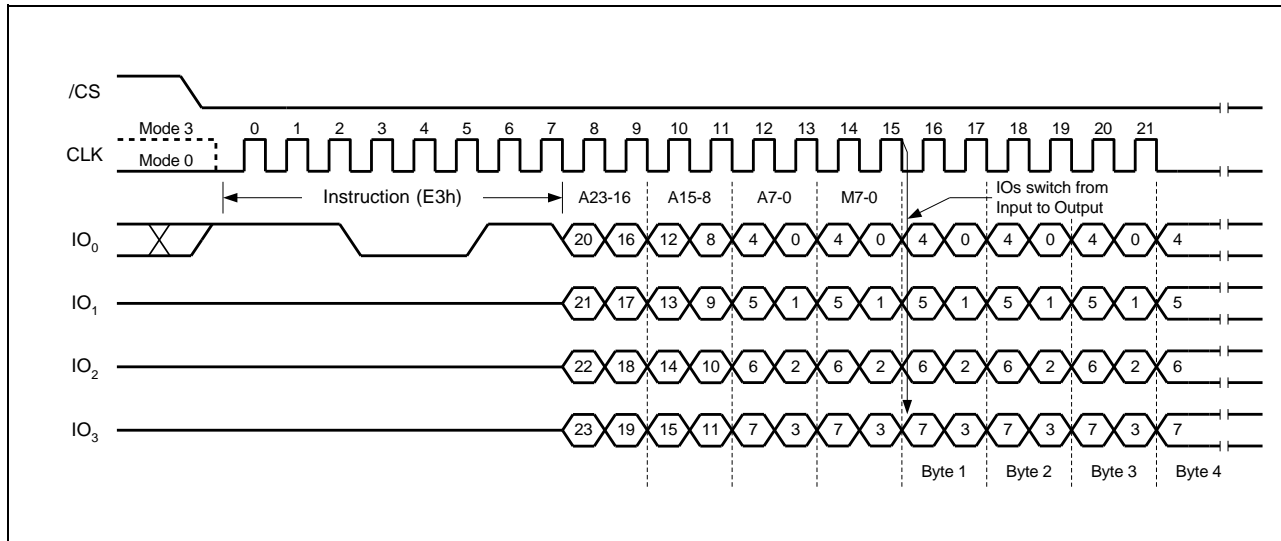 /CS
Mode 3 0 1 2 3 4 5 6 7 8 9 10 11 12 13 14 15 16 17 18 19 20 21
CLK
Mode 0
Instruction (E3h) A23-16 A15-8 A7-0 M7-0 IOs switch from
Input to Output
IO0 20 16 12 8 4 0 4 0 4 0 4 0 4 0 4
IO1 21 17 13 9 5 1 5 1 5 1 5 1 5 1 5
IO2 22 18 14 10 6 2 6 2 6 2 6 2 6 2 6
IO3 23 19 15 11 7 3 7 3 7 3 7 3 7 3 7
Byte 1 Byte 2 Byte 3 Byte 4